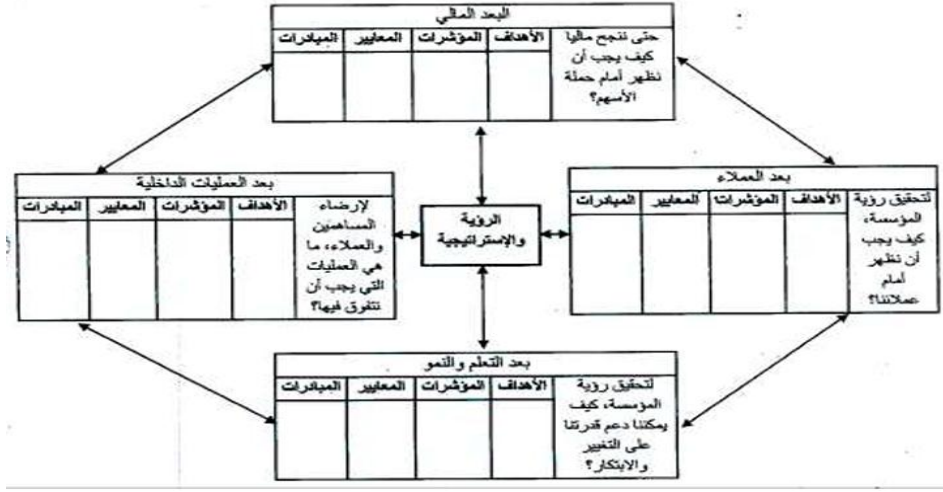 البعد المالي
حتى ننجح ماليا
كيف يجب أن
نظهر أمام حملة
الأسهم؟
الأهداف
المؤشرات
المعايير
المبادرات
بعد العملاء
لتحقيق رؤية
المؤسسة،
كيف يجب
أن نظهر
أمام
عملائنا؟
الأهداف
المؤشرات
المعايير
المبادرات
الرؤية
والإستراتيجية
بعد العمليات الداخلية
لإرضاء
المساهمين
والعملاء، ما
هي العمليات
التي يجب أن
نتفوق فيها؟
الأهداف
المؤشرات
المعايير
المبادرات
بعد التعلم والنمو
لتحقيق رؤية
المؤسسة، كيف
يمكننا دعم قدرتنا
على التغيير
والابتكار؟
الأهداف
المؤشرات
المعايير
المبادرات